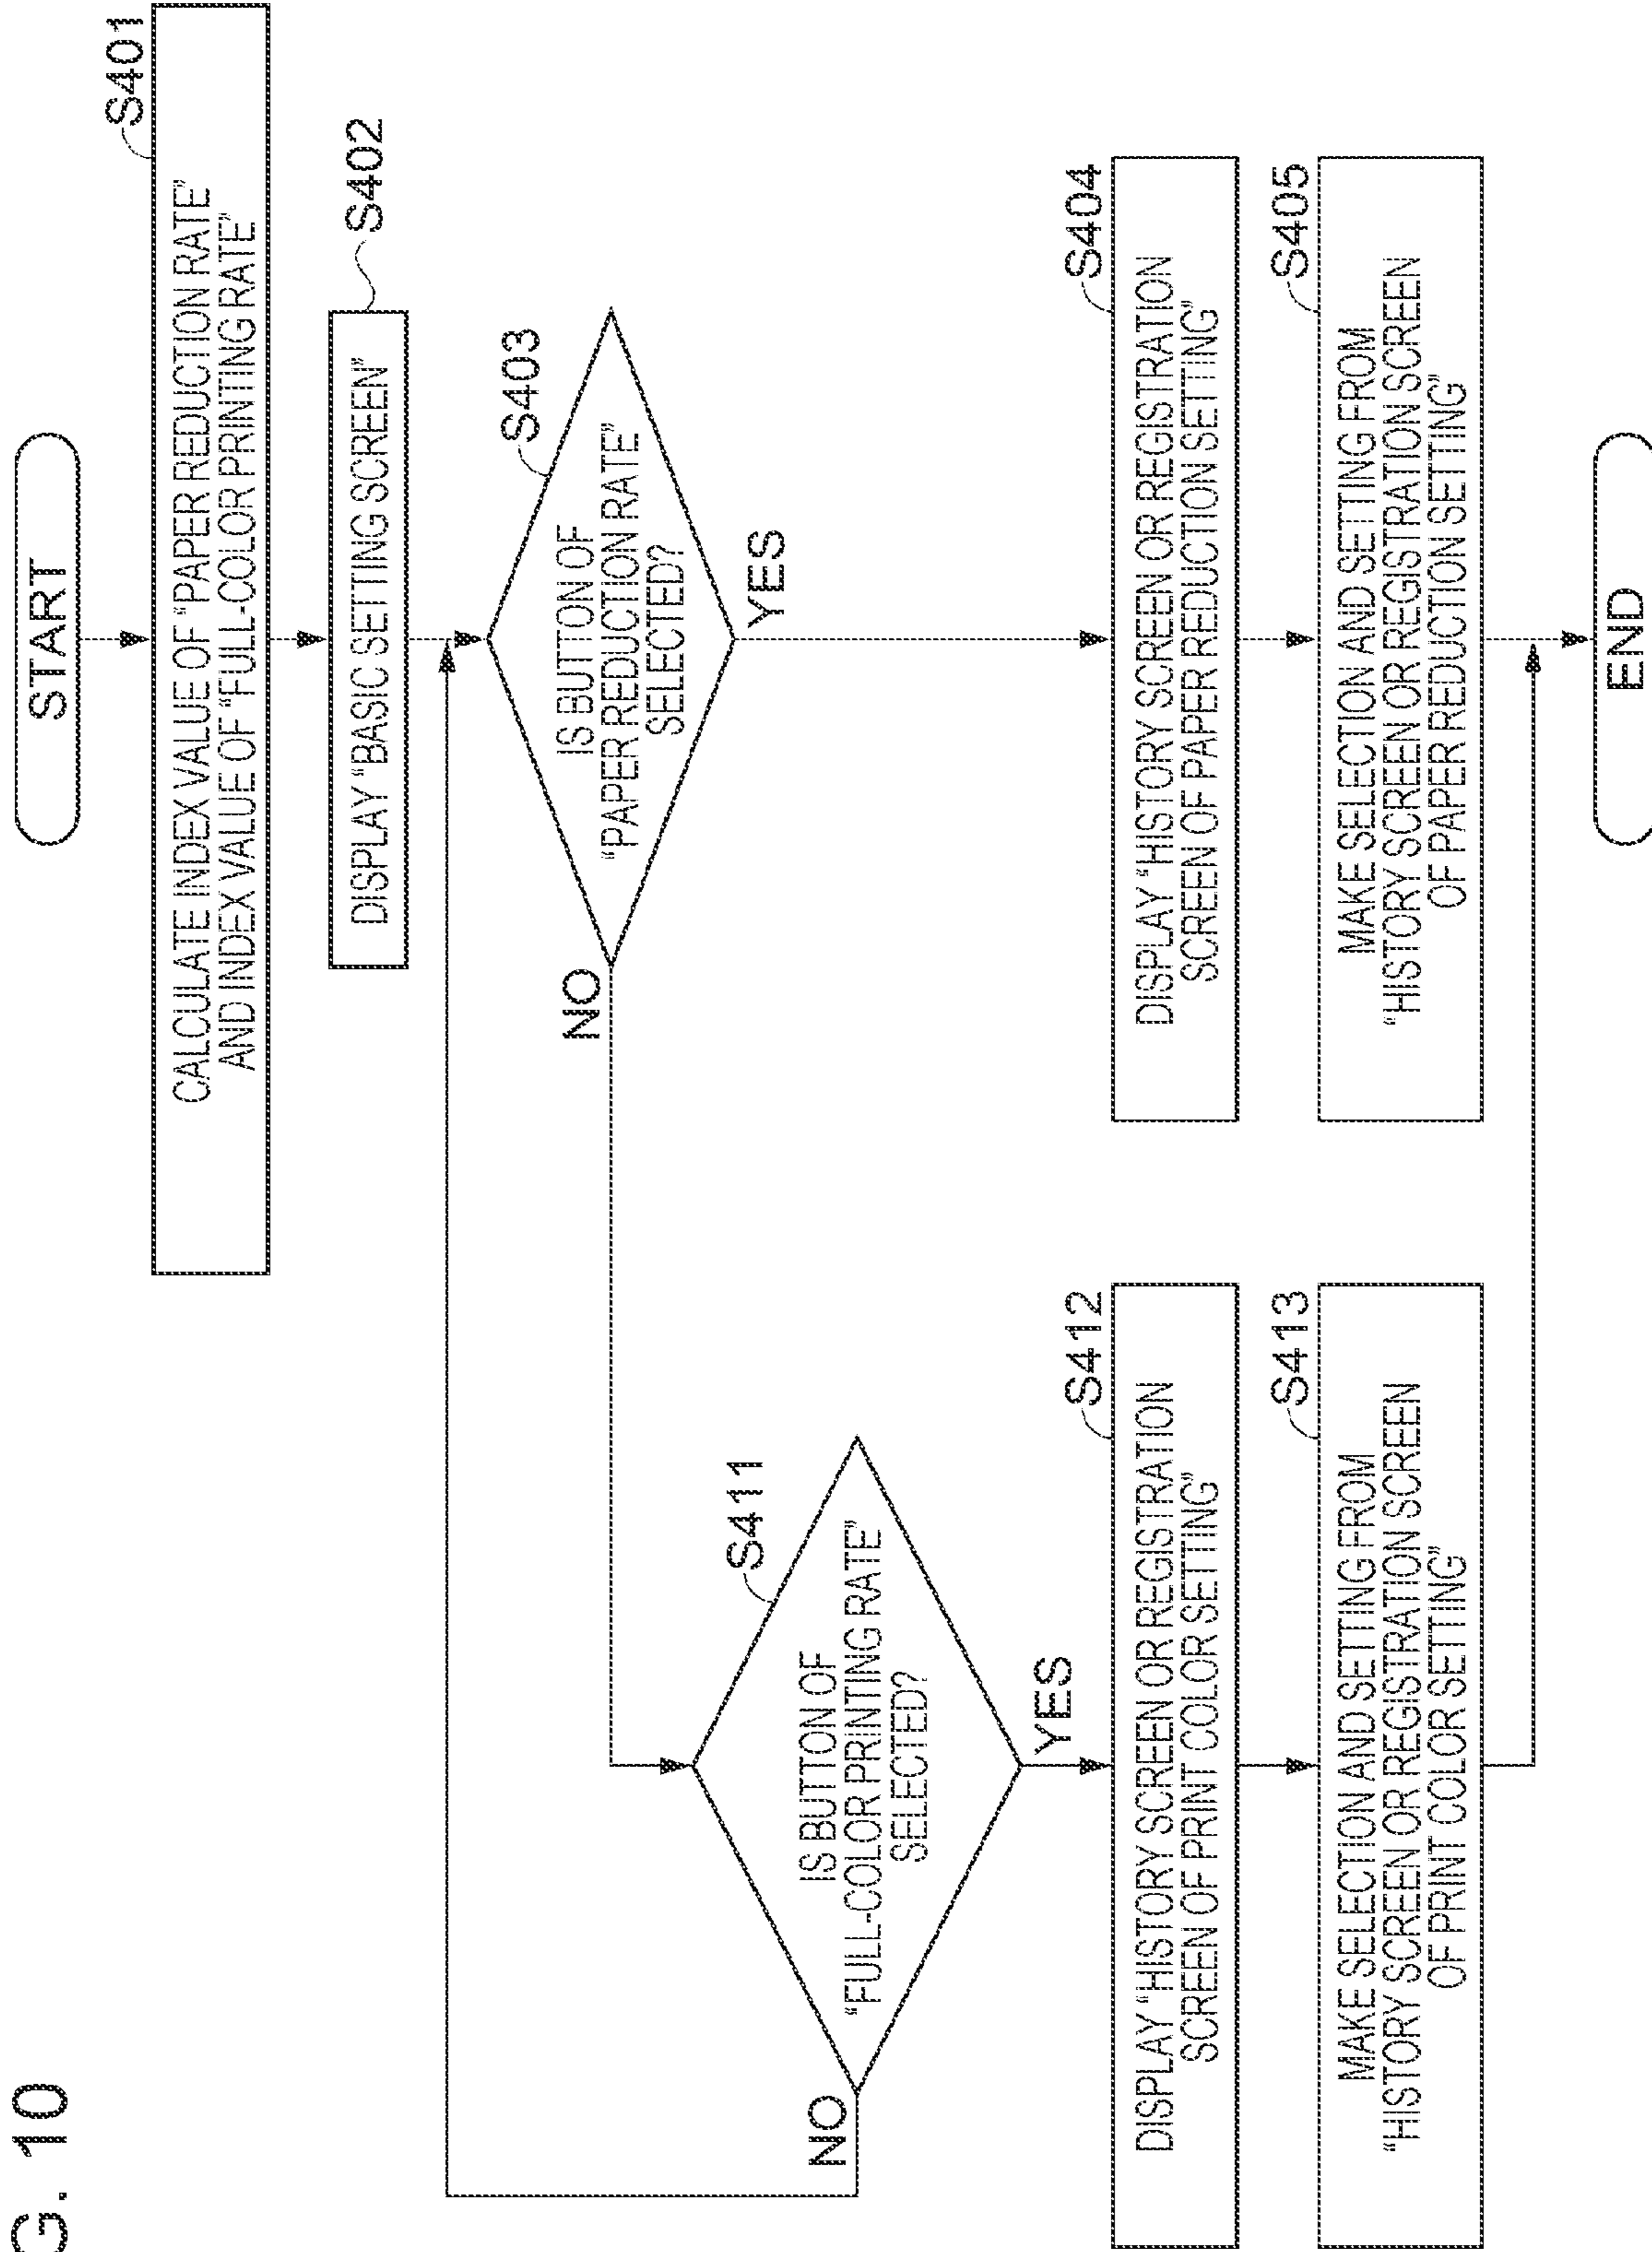 G. 10
START
S401
CALCULATE INDEX VALUE OF "PAPER REDUCTION RATE"
AND INDEX VALUE OF "FULL-COLOR PRINTING RATE"
S402
DISPLAY "BASIC SETTING SCREEN"
S403
IS BUTTON OF
"PAPER REDUCTION RATE"
SELECTED?
NO
YES
S411
IS BUTTON OF
"FULL-COLOR PRINTING RATE"
SELECTED?
NO
YES
S412
DISPLAY "HISTORY SCREEN OR REGISTRATION
SCREEN OF PRINT COLOR SETTING"
S404
DISPLAY "HISTORY SCREEN OR REGISTRATION
SCREEN OF PAPER REDUCTION SETTING"
S413
MAKE SELECTION AND SETTING FROM
"HISTORY SCREEN OR REGISTRATION SCREEN
OF PRINT COLOR SETTING"
S405
MAKE SELECTION AND SETTING FROM
"HISTORY SCREEN OR REGISTRATION SCREEN
OF PAPER REDUCTION SETTING"
END